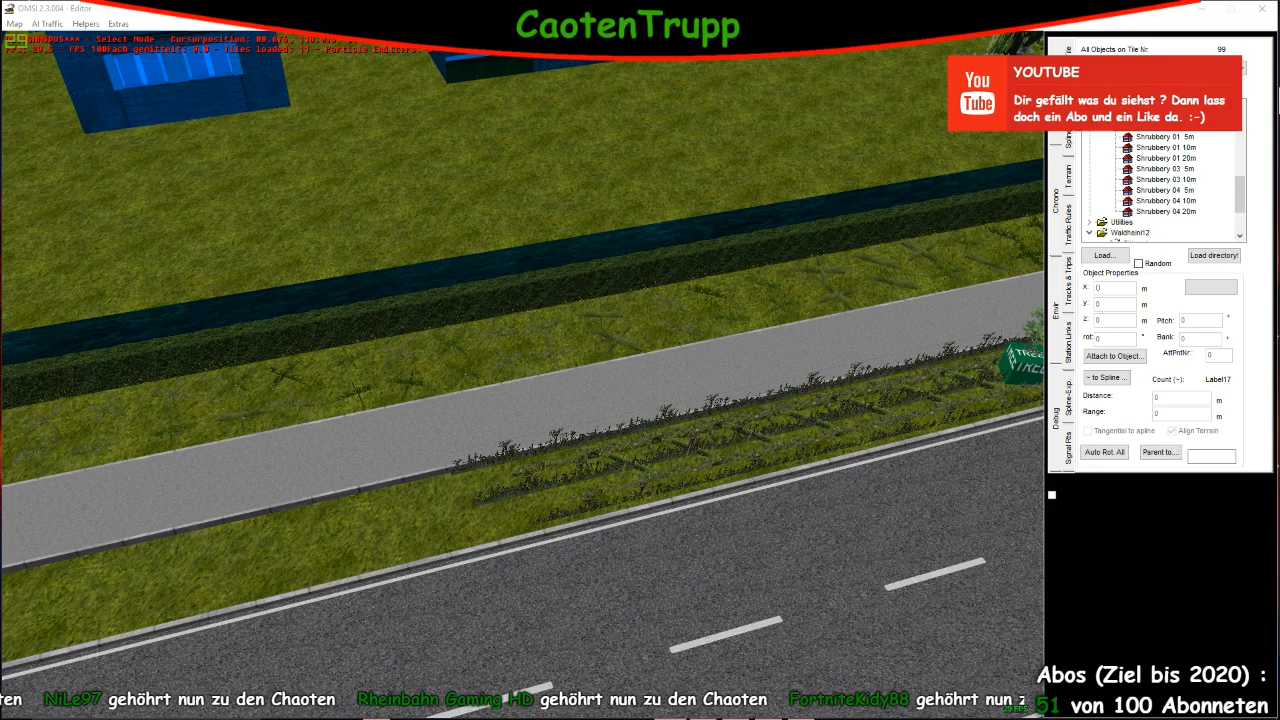 OMSI 2.3.004 - Editor
Map AI Traffic Helpers Extras
CaotenTrupp
- Select Mode -
YOUTUBE
Dir gefällt was du siehst ? Dann lass
doch ein Abo und ein Like da. :-)
You
Tube
All Objects on Tile Nr. 99
Shrubbery 01 5m
Shrubbery 01 10m
Shrubbery 01 20m
Shrubbery 03 5m
Shrubbery 03 10m
Shrubbery 04 5m
Shrubbery 04 10m
Shrubbery 04 20m
Utilities
Terrain
Chrono
Traffic Rules
Tracks & Trips
Envir
Station Links
Spline-Exp.
Debug
Signal Rts
Load...
Random
Load directory!
Object Properties
x: 0 m
y: 0 m
z: 0 m Pitch: 0 °
rot: 0 ° Bank: 0 °
Attach to Object... AttPntNr.: 0
~ to Spline ... Count (~): Label17
Distance: 0 m
Range: 0 m
Tangential to spline Align Terrain
Auto Rot. All Parent to...:
TREE
Abos (Ziel bis 2020) :
51 von 100 Abonneten
ten NiLe97 gehöhrt nun zu den Chaoten Rheinbahn Gaming HD gehöhrt nun zu den Chaoten FortniteKidy88 gehöhrt nun